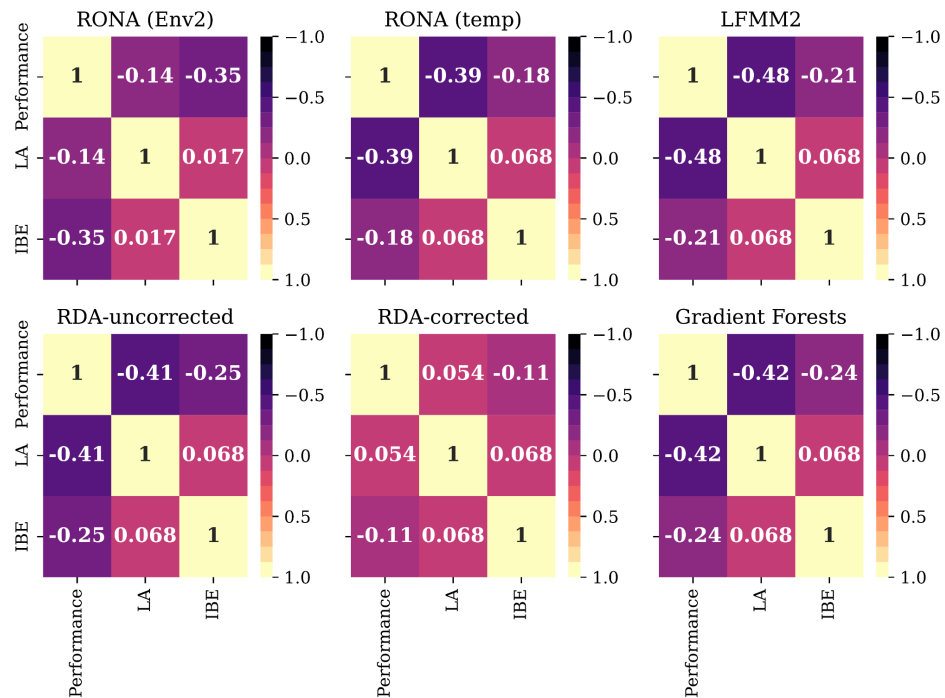 RONA (Env2)
RONA (temp)
LFMM2
Performance
LA
IBE
1 -0.14 -0.35
-0.14 1 0.017
-0.35 0.017 1
−1.0
−0.5
0.0
0.5
1.0
1 -0.39 -0.18
-0.39 1 0.068
-0.18 0.068 1
−1.0
−0.5
0.0
0.5
1.0
1 -0.48 -0.21
-0.48 1 0.068
-0.21 0.068 1
−1.0
−0.5
0.0
0.5
1.0
RDA-uncorrected
RDA-corrected
Gradient Forests
Performance
LA
IBE
1 -0.41 -0.25
-0.41 1 0.068
-0.25 0.068 1
−1.0
−0.5
0.0
0.5
1.0
1 0.054 -0.11
0.054 1 0.068
-0.11 0.068 1
−1.0
−0.5
0.0
0.5
1.0
1 -0.42 -0.24
-0.42 1 0.068
-0.24 0.068 1
−1.0
−0.5
0.0
0.5
1.0
Performance
LA
IBE
Performance
LA
IBE
Performance
LA
IBE